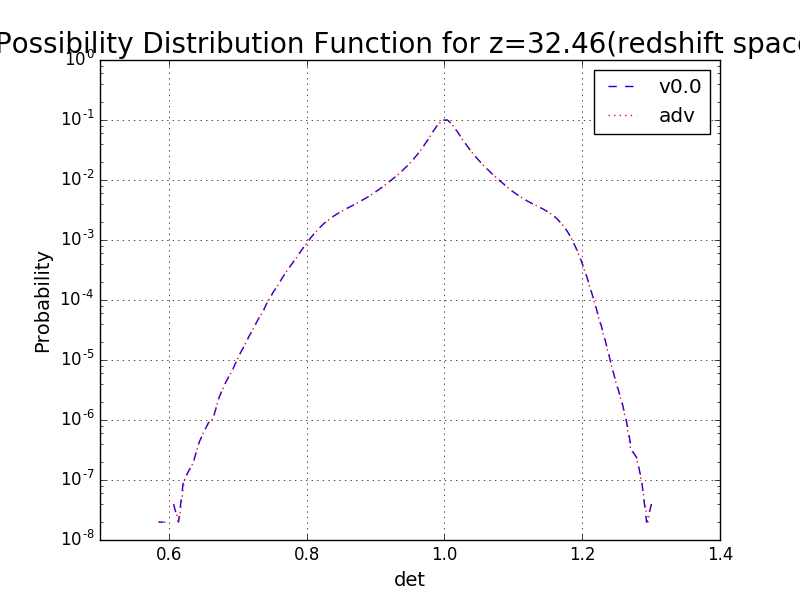 Possibility Distribution Function for z=32.46(redshift space
10^0
10^-1
10^-2
10^-3
10^-4
10^-5
10^-6
10^-7
10^-8
Probability
v0.0
adv
0.6 0.8 1.0 1.2 1.4
det